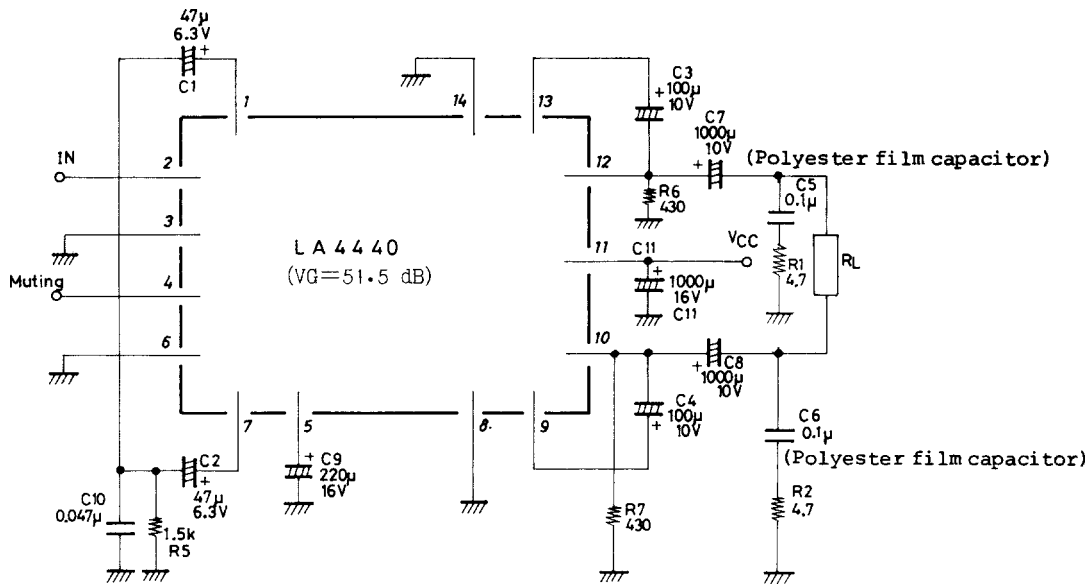 47μ
6.3V
+
C1
1
14
13
+
C3
100μ
10V
C7
1000μ
10V
+
(Polyester film capacitor)
IN
2
12
R6
430
C5
0.1μ
3
LA4440
(VG=51.5 dB)
11
C11
VCC
R1
4.7
RL
Muting
4
+
1000μ
16V
C11
6
10
+
C8
1000μ
10V
C4
+
100μ
10V
7
5
8.
9
C6
0.1μ
(Polyester film capacitor)
C2
+
47μ
6.3V
+
C9
220μ
16V
C10
0.047μ
1.5k
R5
R7
430
R2
4.7